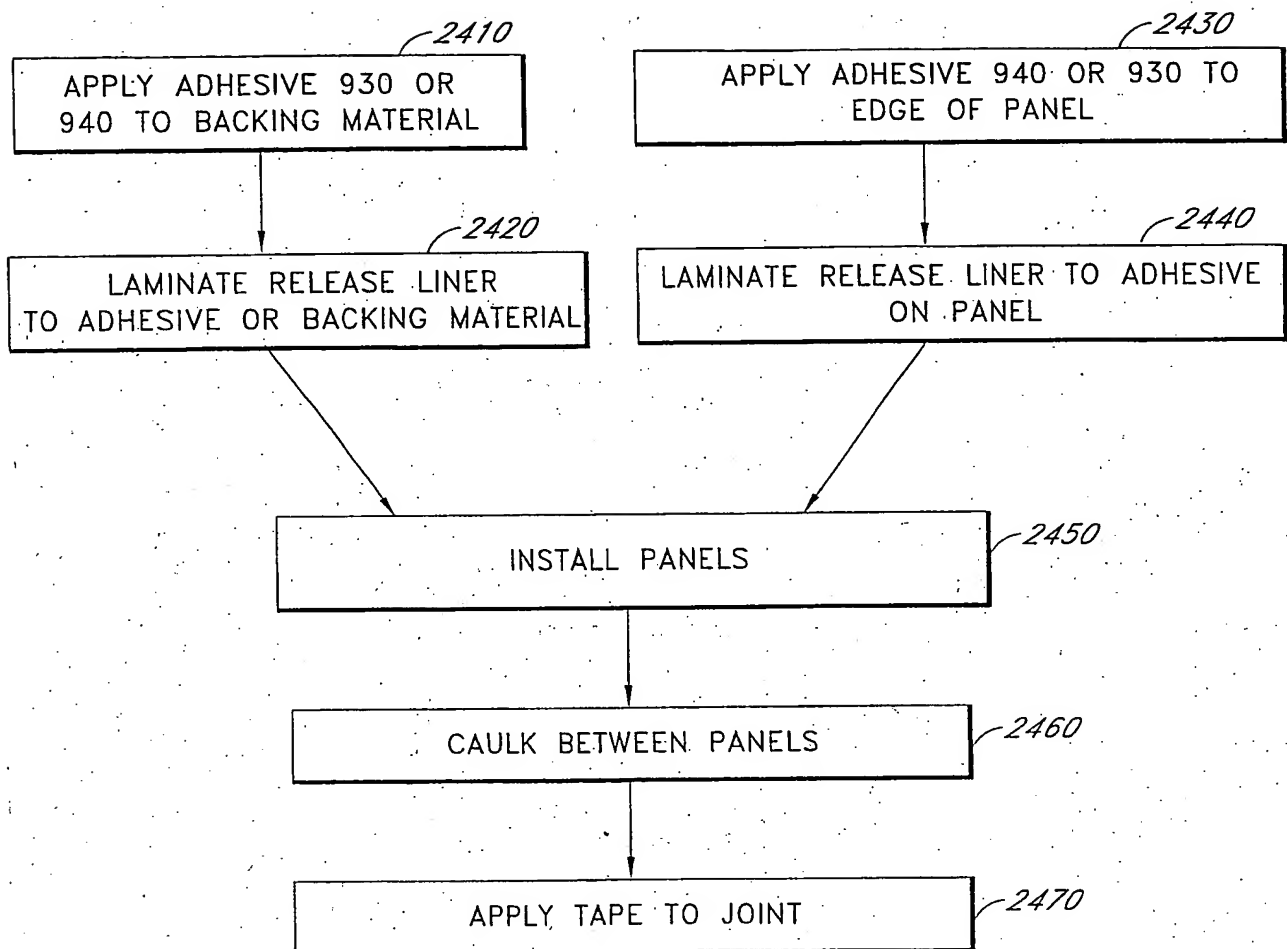 2410
APPLY ADHESIVE 930 OR
940 TO BACKING MATERIAL
2430
APPLY ADHESIVE 940 OR 930 TO
EDGE OF PANEL
2420
LAMINATE RELEASE LINER
TO ADHESIVE OR BACKING MATERIAL
2440
LAMINATE RELEASE LINER TO ADHESIVE
ON PANEL
INSTALL PANELS
2450
CAULK BETWEEN PANELS
2460
APPLY TAPE TO JOINT
2470